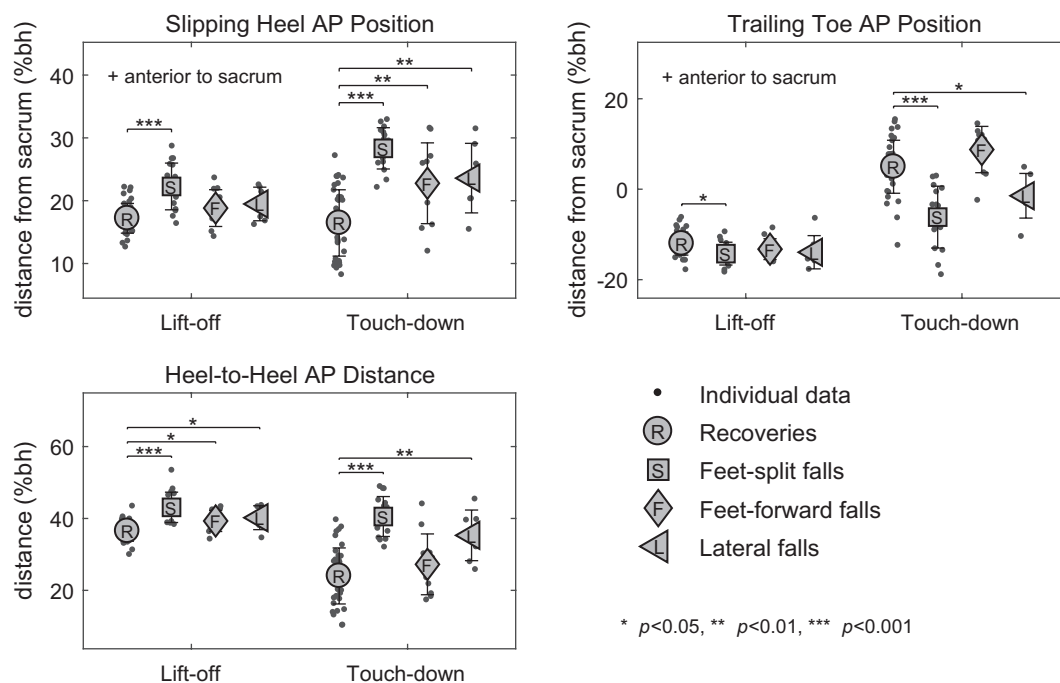 Slipping Heel AP Position
distance from sacrum (%bh)
40
30
20
10
+ anterior to sacrum
***
***
**
**
R
S
F
L
R
S
F
L
Lift-off
Touch-down
Trailing Toe AP Position
distance from sacrum (%bh)
20
0
-20
+ anterior to sacrum
*
***
*
R
S
F
L
R
S
F
L
Lift-off
Touch-down
Heel-to-Heel AP Distance
distance (%bh)
60
40
20
*
*
***
***
**
R
S
F
L
R
S
F
L
Lift-off
Touch-down
Individual data
R Recoveries
S Feet-split falls
F Feet-forward falls
L Lateral falls
* p<0.05, ** p<0.01, *** p<0.001